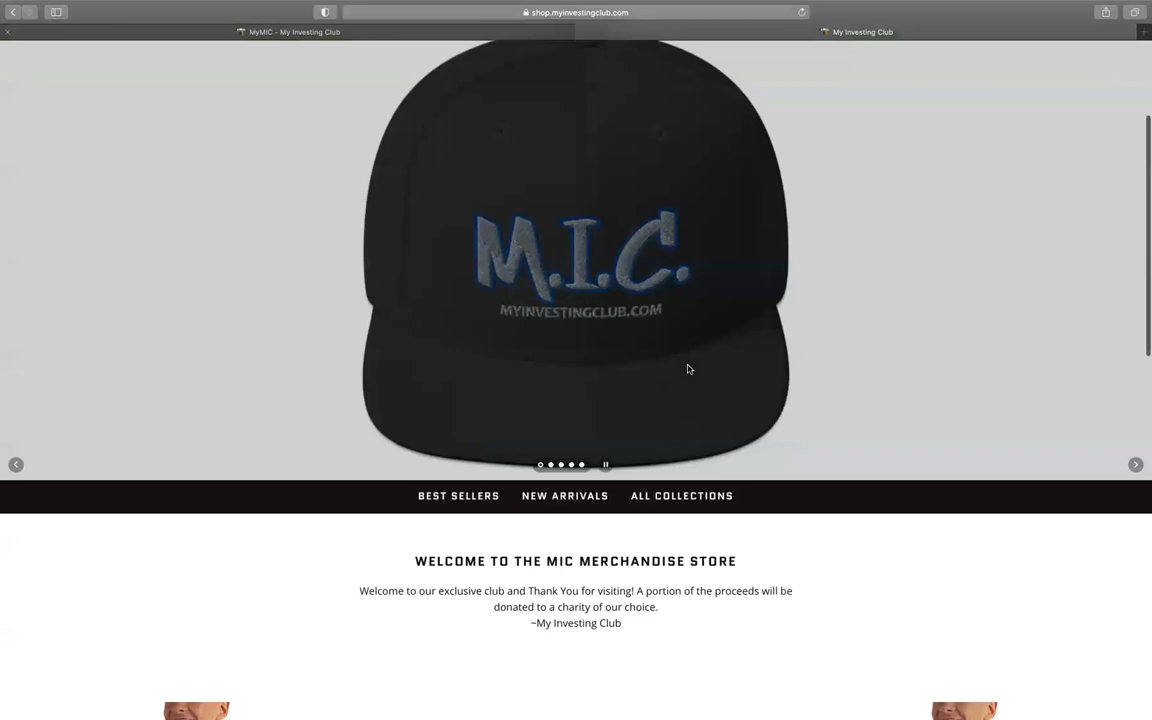 shop.myinvestingclub.com
MyMIC - My Investing Club
My Investing Club
M.I.C.
MYINVESTINGCLUB.COM
BEST SELLERS NEW ARRIVALS ALL COLLECTIONS
WELCOME TO THE MIC MERCHANDISE STORE
Welcome to our exclusive club and Thank You for visiting! A portion of the proceeds will be
donated to a charity of our choice.
~My Investing Club